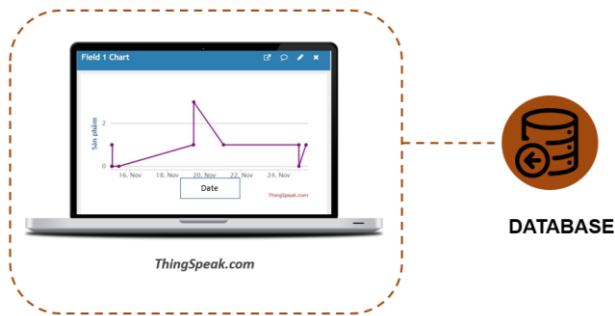 Field 1 Chart
Sản phẩm
2
0
16. Nov
18. Nov
20. Nov
22. Nov
24. Nov
Date
ThingSpeak.com
ThingSpeak.com
DATABASE